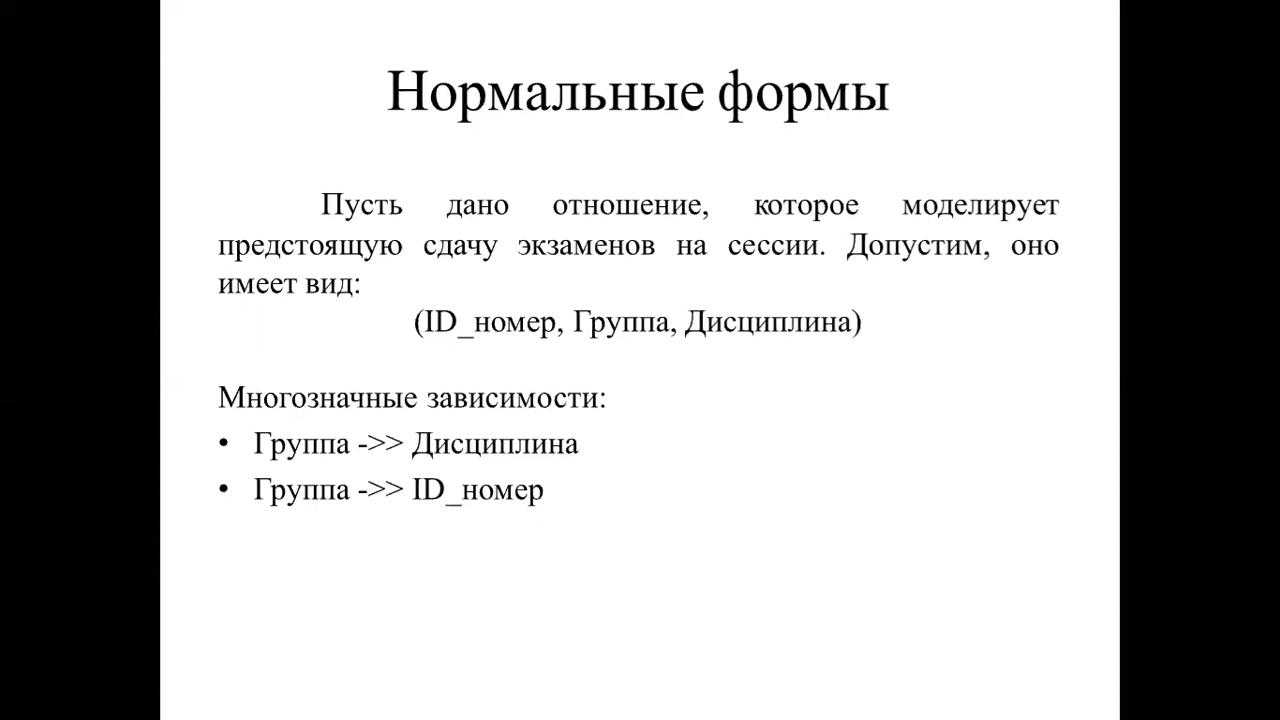 Нормальные формы
Пусть дано отношение, которое моделирует
предстоящую сдачу экзаменов на сессии. Допустим, оно
имеет вид:
(ID_номер, Группа, Дисциплина)
Многозначные зависимости:
• Группа ->> Дисциплина
• Группа ->> ID_номер